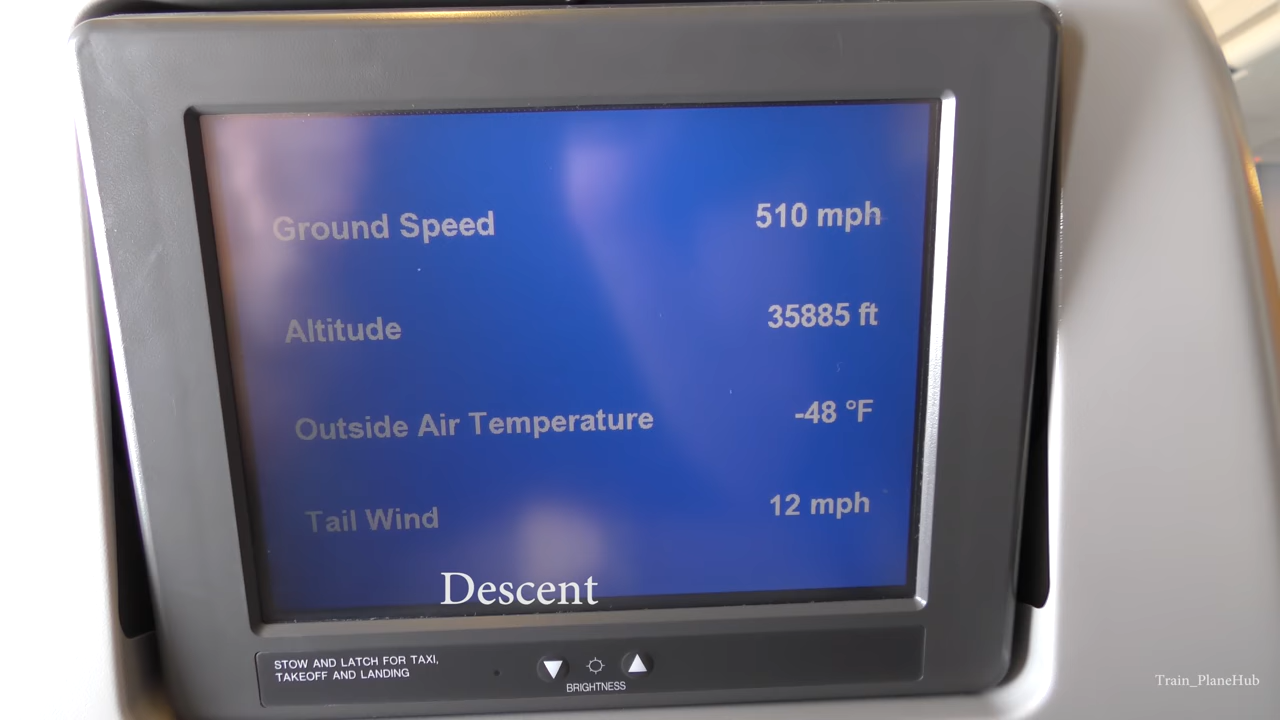 Ground Speed 510 mph
Altitude 35885 ft
Outside Air Temperature -48 °F
Tail Wind 12 mph
Descent
STOW AND LATCH FOR TAXI,
TAKEOFF AND LANDING
BRIGHTNESS
Train_PlaneHub